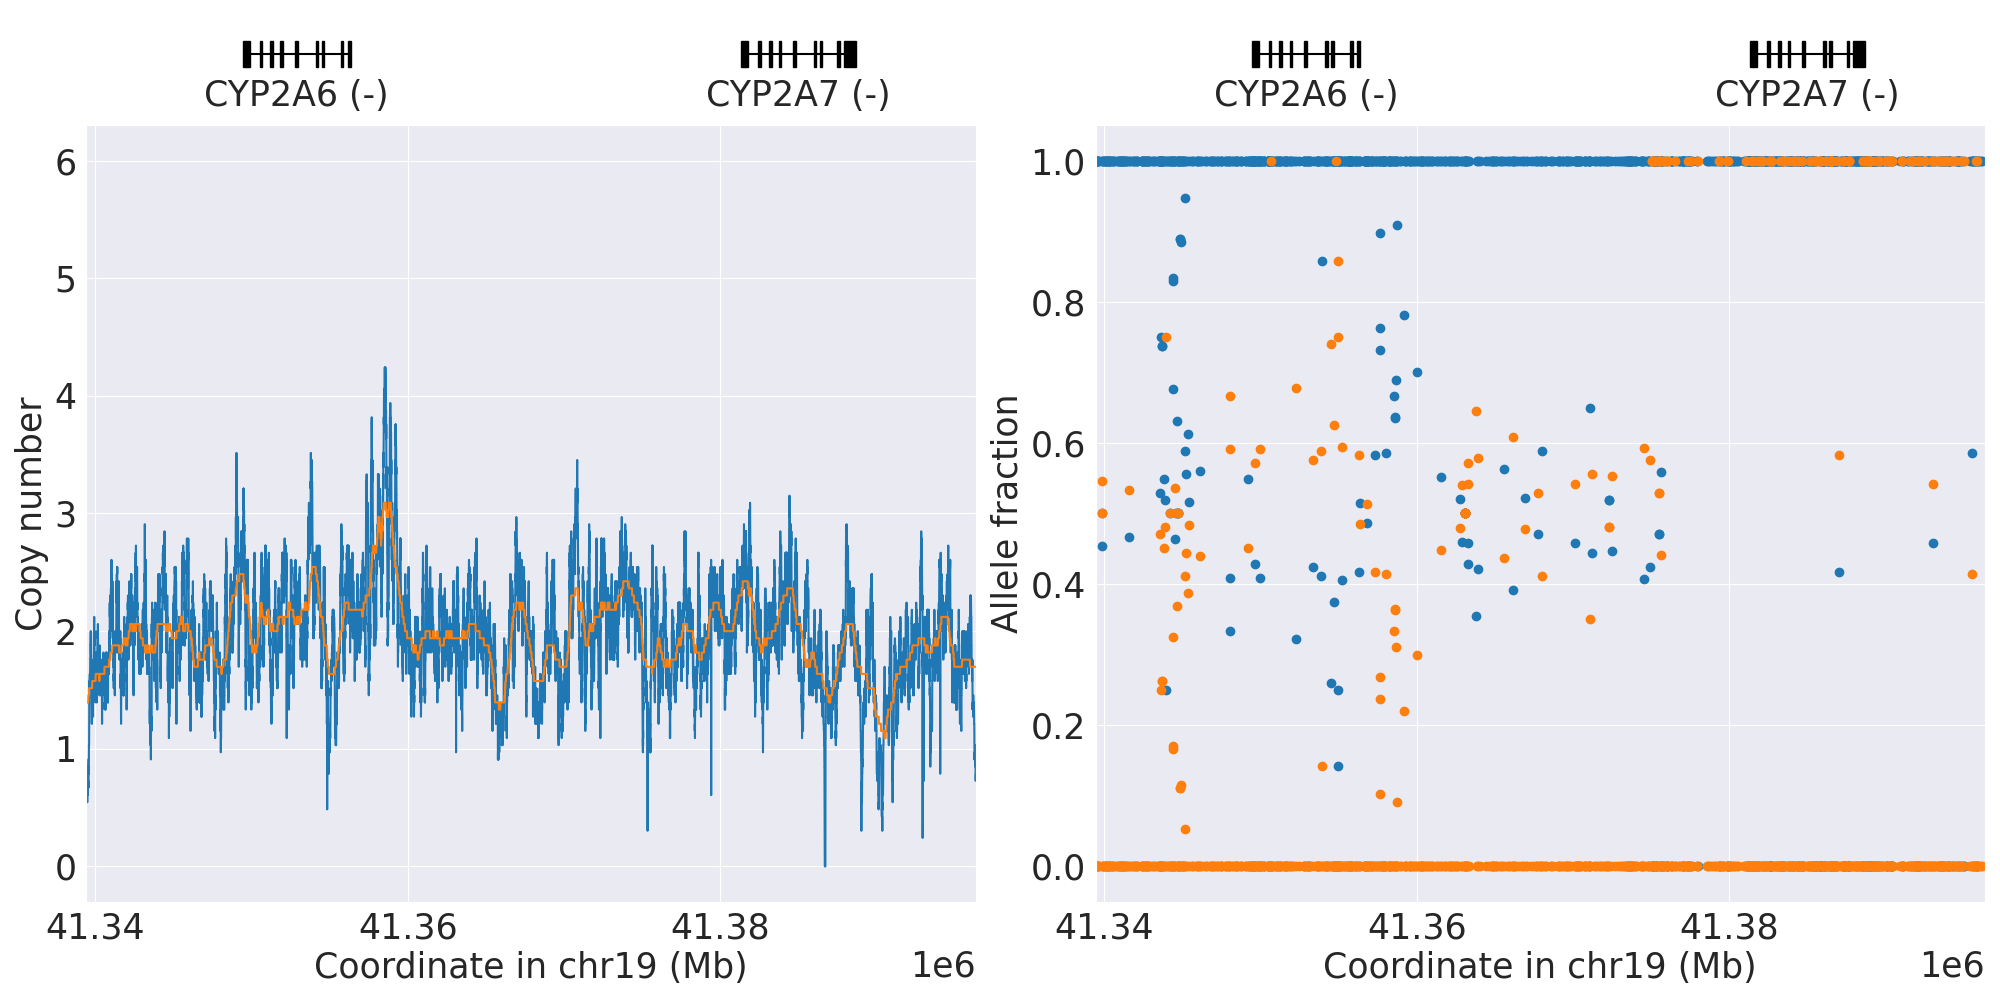 CYP2A6 (-) CYP2A7 (-)
6
5
4
3
2
1
0
Copy number
41.34 41.36 41.38
Coordinate in chr19 (Mb) 1e6
CYP2A6 (-) CYP2A7 (-)
1.0
0.8
0.6
0.4
0.2
0.0
Allele fraction
41.34 41.36 41.38
Coordinate in chr19 (Mb) 1e6